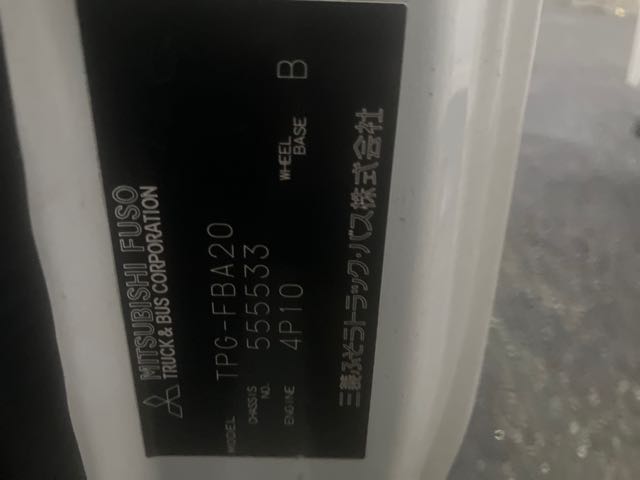 MITSUBISHI FUSO
TRUCK & BUS CORPORATION
MODEL TPG-FBA20
CHASSIS NO. 555533
ENGINE 4P10 WHEEL BASE B
三菱ふそうトラック・バス株式会社